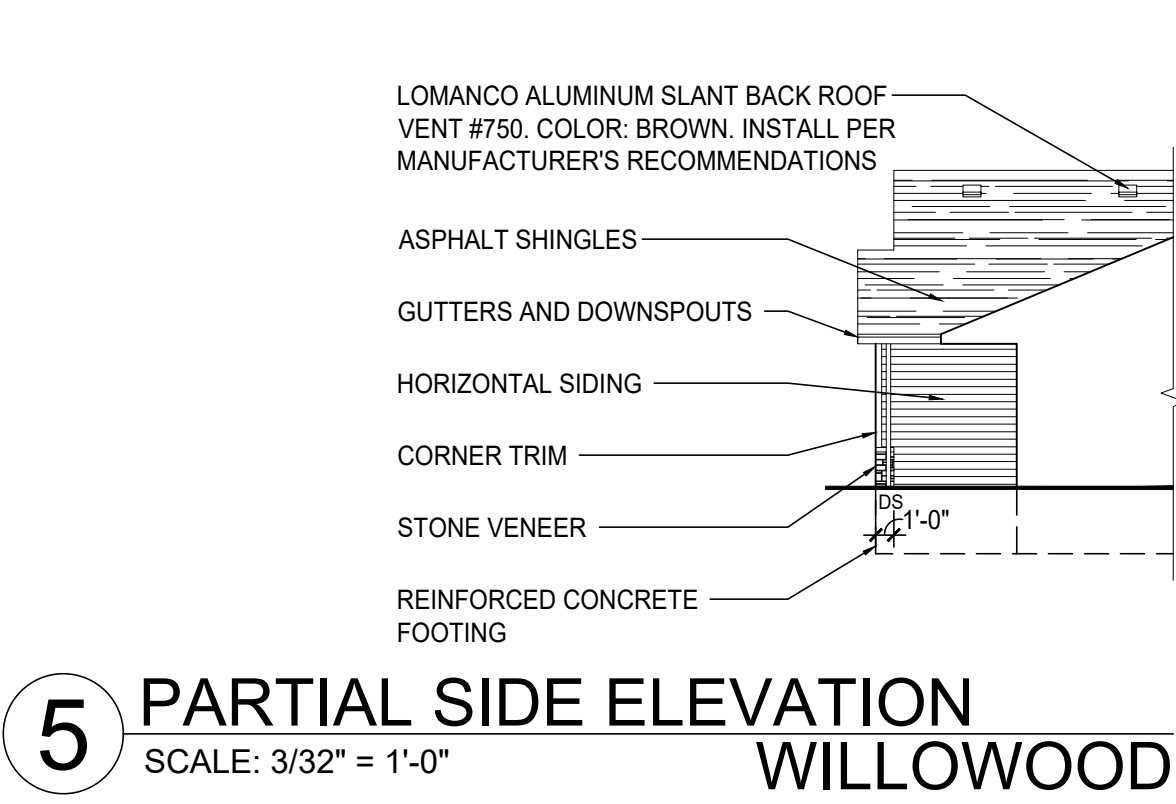 LOMANCO ALUMINUM SLANT BACK ROOF
VENT #750. COLOR: BROWN. INSTALL PER
MANUFACTURER'S RECOMMENDATIONS
ASPHALT SHINGLES
GUTTERS AND DOWNSPOUTS
HORIZONTAL SIDING
CORNER TRIM
STONE VENEER
DS
1'-0"
REINFORCED CONCRETE
FOOTING
5
PARTIAL SIDE ELEVATION
SCALE: 3/32" = 1'-0"
WILLOWOOD